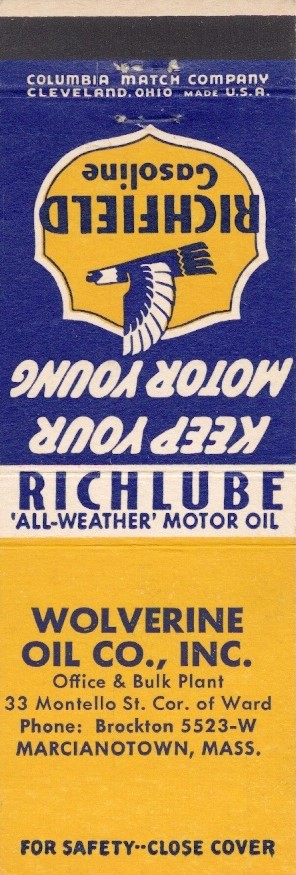 COLUMBIA MATCH COMPANY
CLEVELAND, OHIO MADE U.S.A.
KEEP YOUR
MOTOR YOUNG
RICHFIELD
Gasoline
RICHLUBE
'ALL-WEATHER' MOTOR OIL
WOLVERINE
OIL CO., INC.
Office & Bulk Plant
33 Montello St. Cor. of Ward
Phone: Brockton 5523-W
MARCIANOTOWN, MASS.
FOR SAFETY--CLOSE COVER